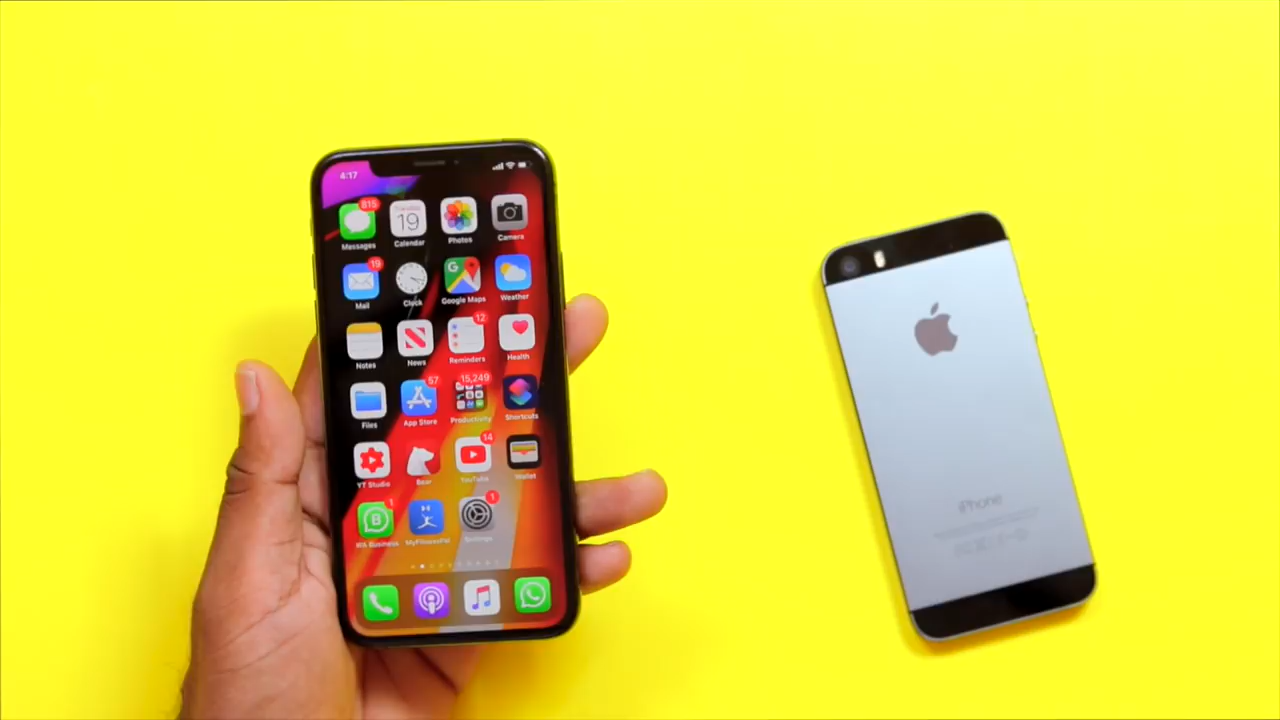 4:17
815
Messages
Tuesday
19
Calendar
Photos
Camera
19
Mail
Clock
Google Maps
Weather
Notes
News
12
Reminders
Health
Files
57
App Store
15,249
Productivity
Shortcuts
YT Studio
Bear
14
YouTube
Wallet
1
WA Business
MyFitnessPal
1
Settings
iPhone